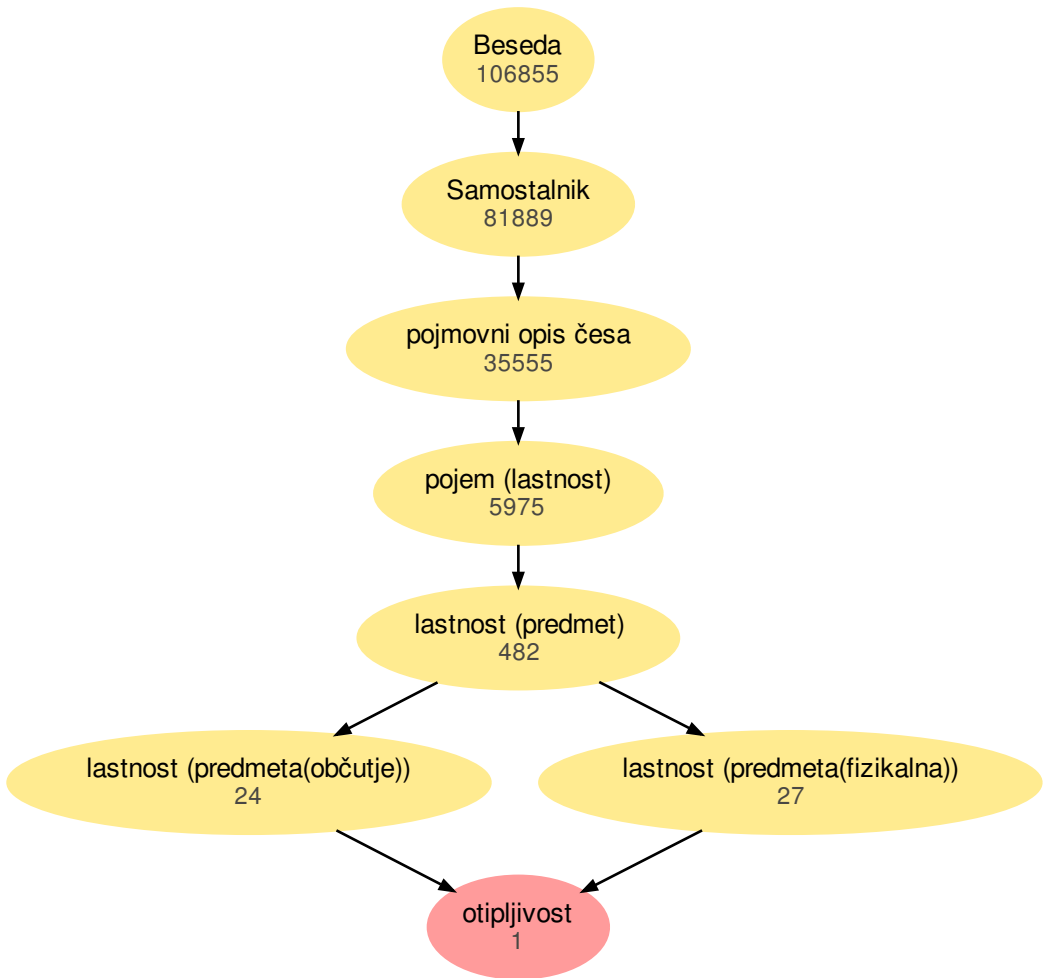 Beseda
106855
Samostalnik
81889
pojmovni opis česa
35555
pojem (lastnost)
5975
lastnost (predmet)
482
lastnost (predmeta(občutje))
24
lastnost (predmeta(fizikalna))
27
otipljivost
1